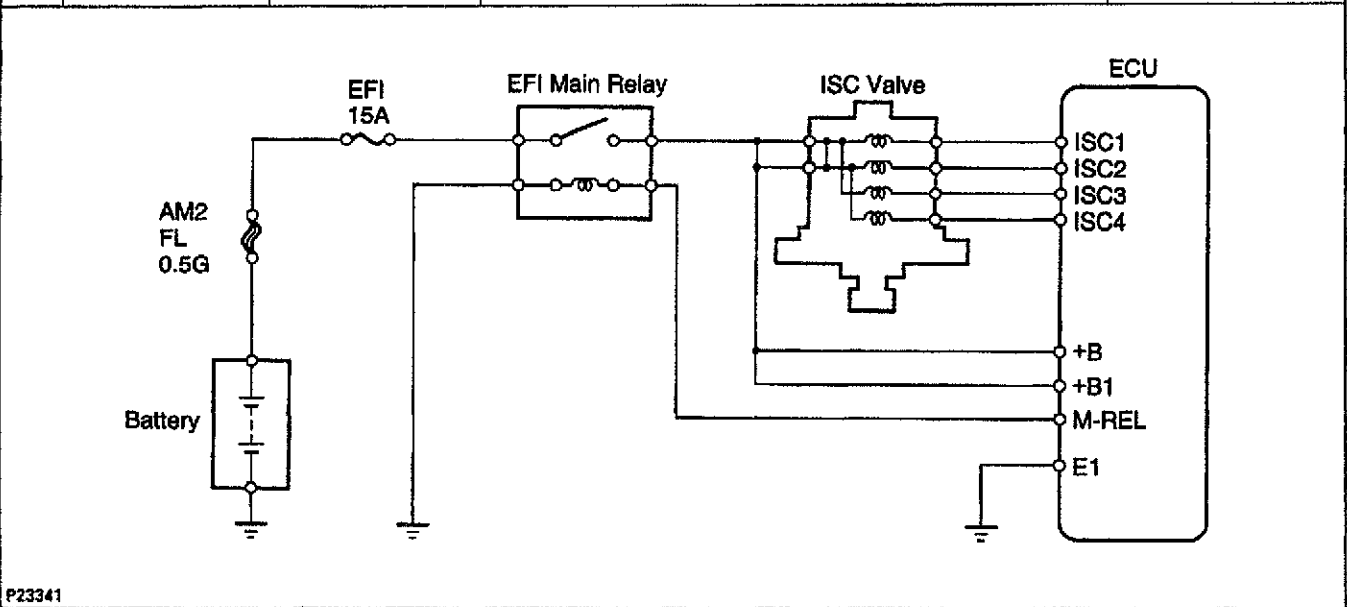 ECU
EFI
15A
EFI Main Relay
ISC Valve
ISC1
ISC2
ISC3
ISC4
AM2
FL
0.5G
+B
+B1
Battery
M-REL
E1
P23341